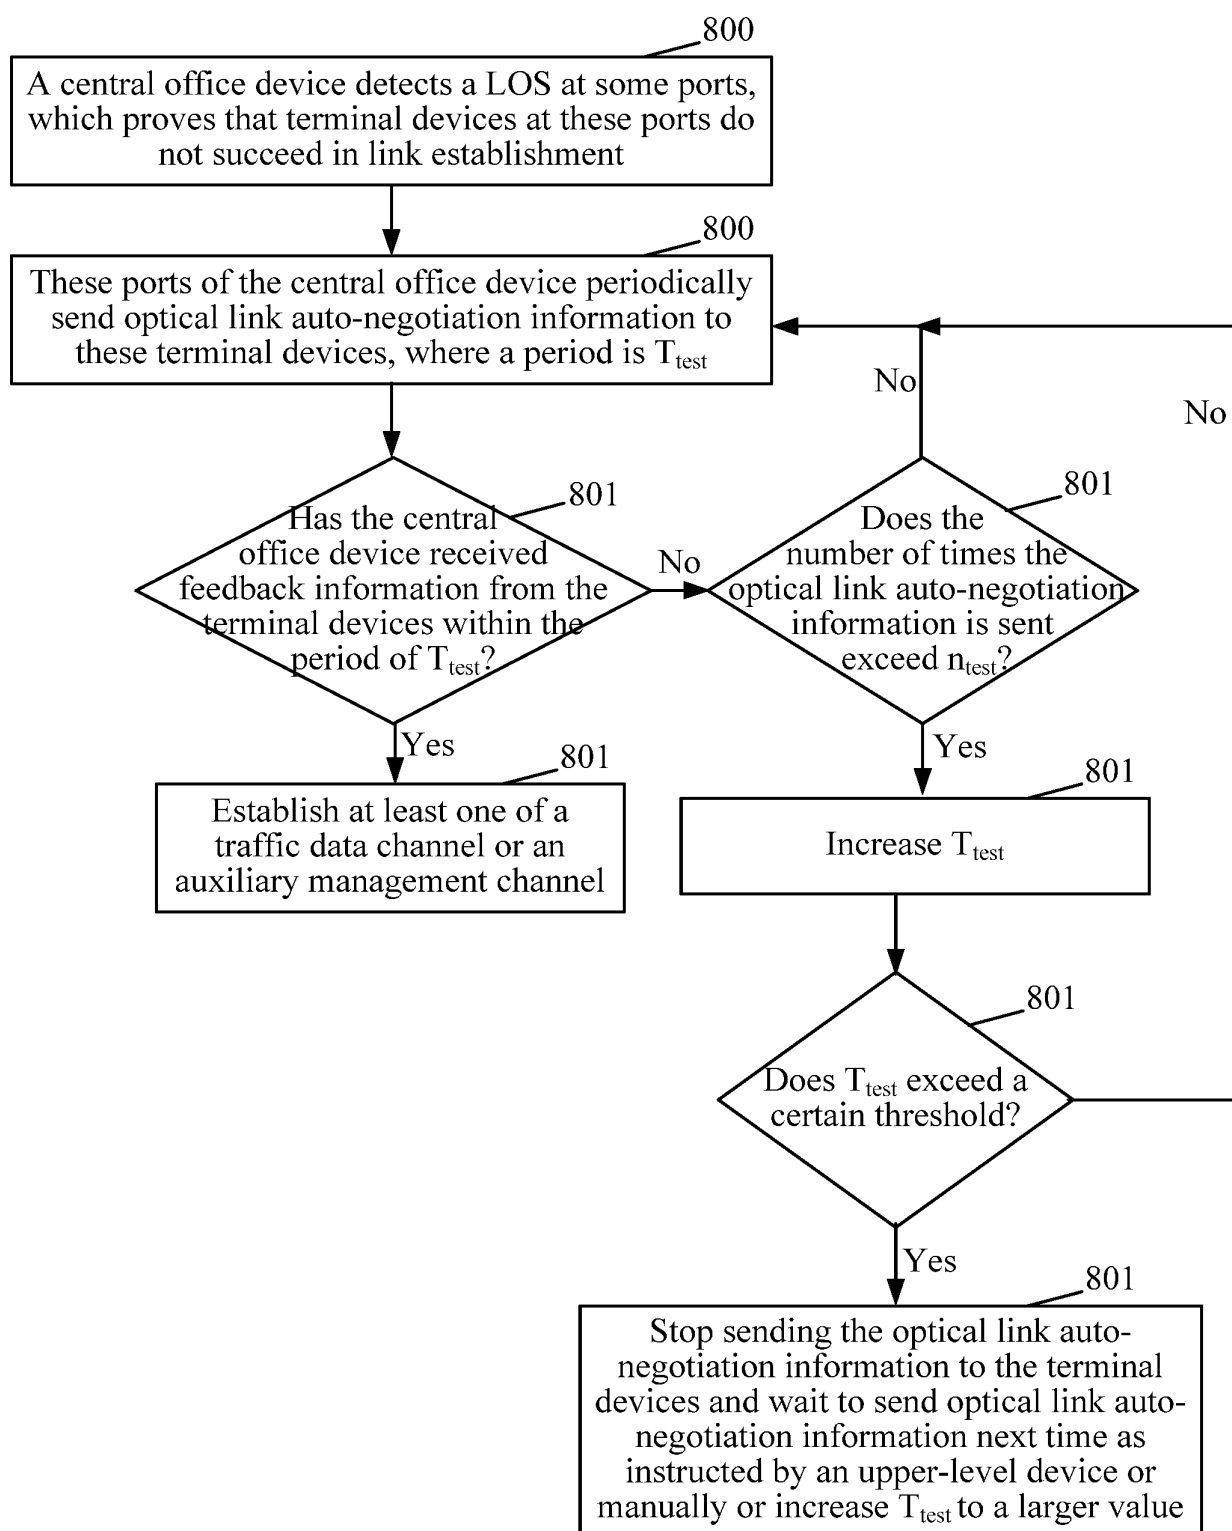 800
A central office device detects a LOS at some ports,
which proves that terminal devices at these ports do
not succeed in link establishment
800
These ports of the central office device periodically
send optical link auto-negotiation information to
these terminal devices, where a period is Ttest
No
No
801
Has the central
office device received
feedback information from the
terminal devices within the
period of Ttest?
No
801
Does the
number of times the
optical link auto-negotiation
information is sent
exceed ntest?
Yes
801
Establish at least one of a
traffic data channel or an
auxiliary management channel
Yes
801
Increase Ttest
801
Does Ttest exceed a
certain threshold?
Yes
801
Stop sending the optical link auto-
negotiation information to the terminal
devices and wait to send optical link auto-
negotiation information next time as
instructed by an upper-level device or
manually or increase Ttest to a larger value